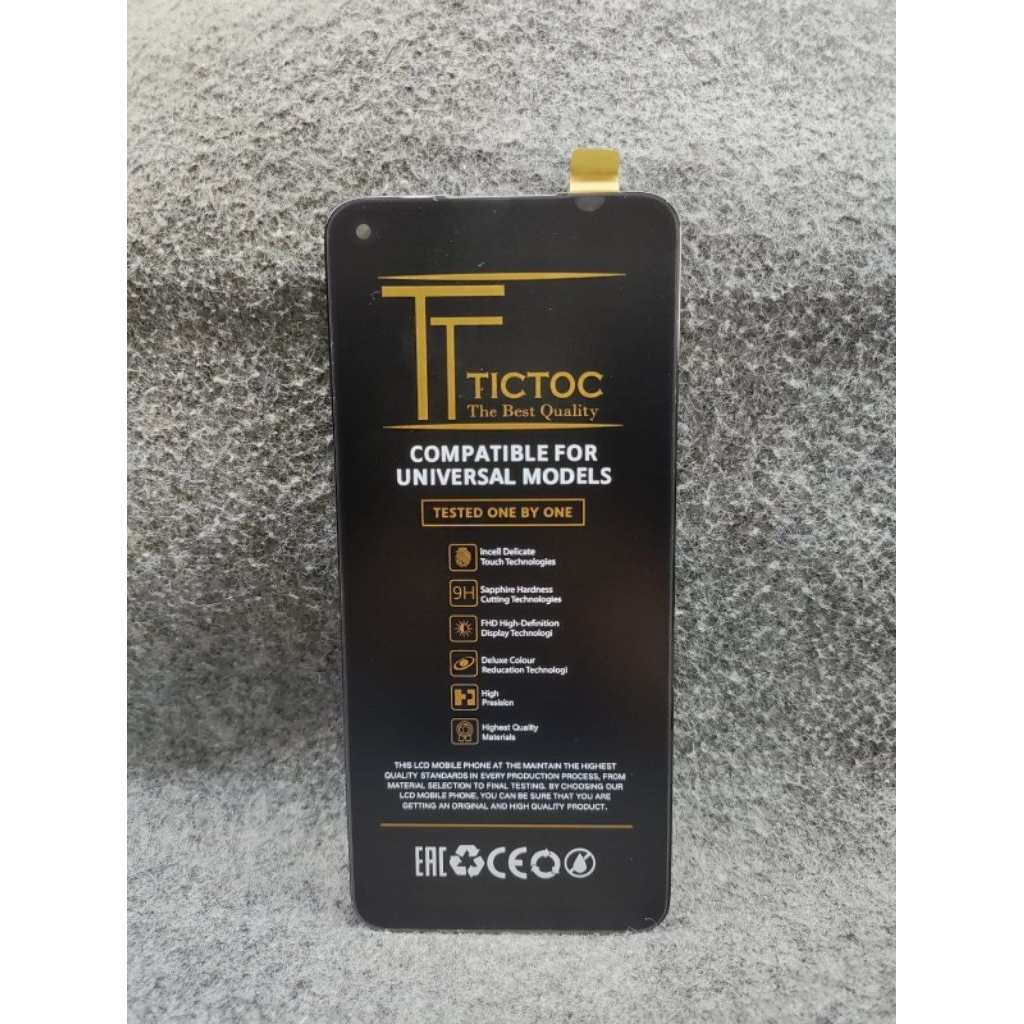 TT
TICTOC
The Best Quality
COMPATIBLE FOR
UNIVERSAL MODELS
TESTED ONE BY ONE
Incell Delicate
Touch Technologies
9H
Sapphire Hardness
Cutting Technologies
FHD High-Definition
Display Technologi
Deluxe Colour
Reducation Technologi
High
Prasision
Highest Quality
Materials
THIS LCD MOBILE PHONE AT THE MAINTAIN THE HIGHEST
QUALITY STANDARDS IN EVERY PRODUCTION PROCESS, FROM
MATERIAL SELECTION TO FINAL TESTING. BY CHOOSING OUR
LCD MOBILE PHONE, YOU CAN BE SURE THAT YOU ARE
GETTING AN ORIGINAL AND HIGH QUALITY PRODUCT.
EAC CE